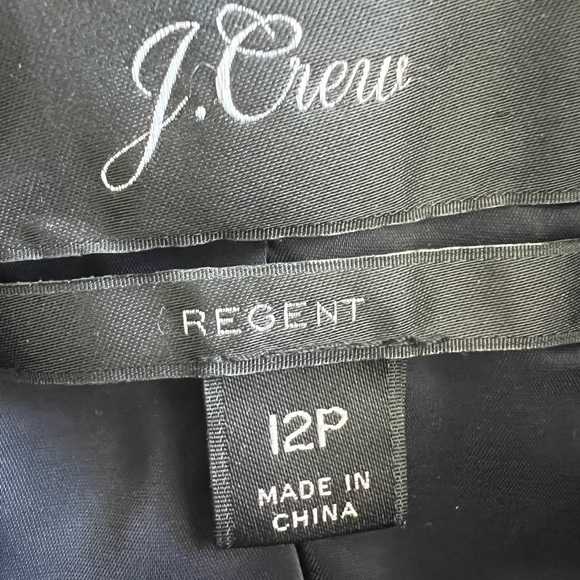 J.Crew
REGENT
12P
MADE IN
CHINA